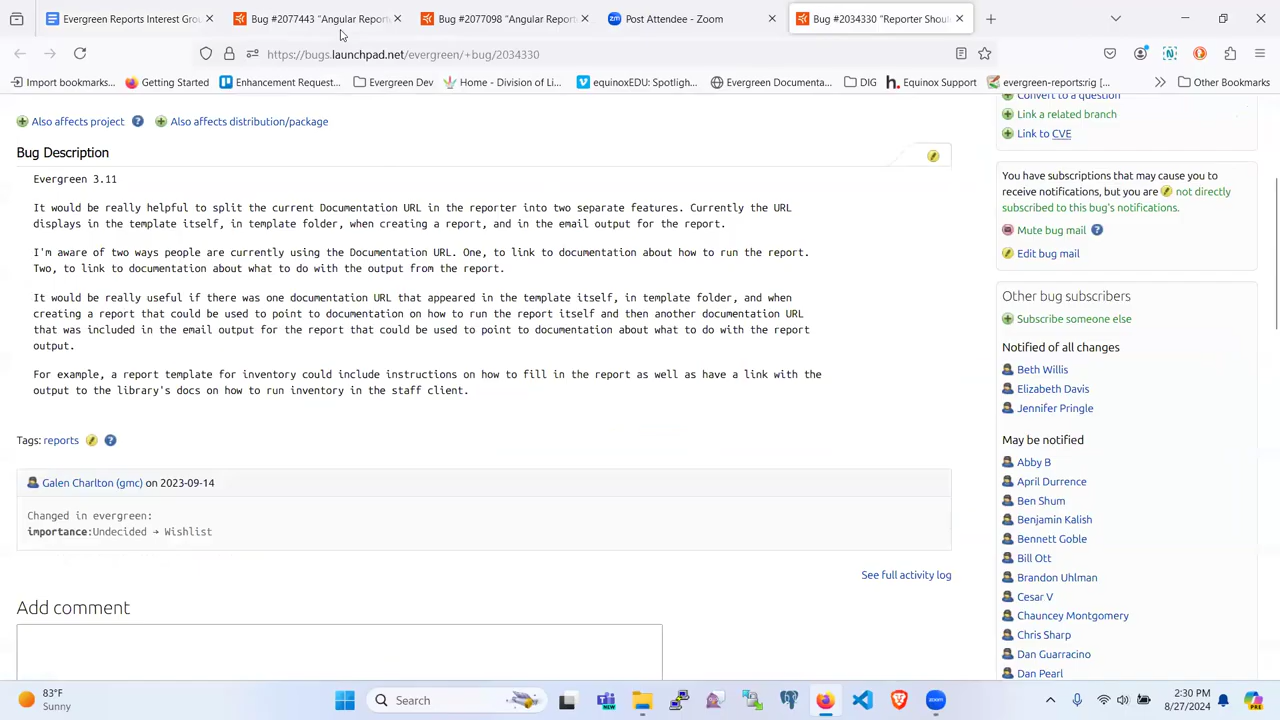 Evergreen Reports Interest Grou
Bug #2077443 "Angular Report
Bug #2077098 "Angular Report
Post Attendee - Zoom
Bug #2034330 "Reporter Shoul
https://bugs.launchpad.net/evergreen/+bug/2034330
Import bookmarks...
Getting Started
Enhancement Request...
Evergreen Dev
Home - Division of Li...
equinoxEDU: Spotligh...
Evergreen Documenta...
DIG
Equinox Support
evergreen-reports:rig [...
Other Bookmarks
Also affects project
Also affects distribution/package
Bug Description
Evergreen 3.11
It would be really helpful to split the current Documentation URL in the reporter into two separate features. Currently the URL
displays in the template itself, in template folder, when creating a report, and in the email output for the report.
I'm aware of two ways people are currently using the Documentation URL. One, to link to documentation about how to run the report.
Two, to link to documentation about what to do with the output from the report.
It would be really useful if there was one documentation URL that appeared in the template itself, in template folder, and when
creating a report that could be used to point to documentation on how to run the report itself and then another documentation URL
that was included in the email output for the report that could be used to point to documentation about what to do with the report
output.
For example, a report template for inventory could include instructions on how to fill in the report as well as have a link with the
output to the library's docs on how to run inventory in the staff client.
Tags: reports
Galen Charlton (gmc) on 2023-09-14
Changed in evergreen:
importance:Undecided → Wishlist
See full activity log
Add comment
Convert to a question
Link a related branch
Link to CVE
You have subscriptions that may cause you to
receive notifications, but you are not directly
subscribed to this bug's notifications.
Mute bug mail
Edit bug mail
Other bug subscribers
Subscribe someone else
Notified of all changes
Beth Willis
Elizabeth Davis
Jennifer Pringle
May be notified
Abby B
April Durrence
Ben Shum
Benjamin Kalish
Bennett Goble
Bill Ott
Brandon Uhlman
Cesar V
Chauncey Montgomery
Chris Sharp
Dan Guarracino
Dan Pearl
83°F
Sunny
Search
2:30 PM
8/27/2024